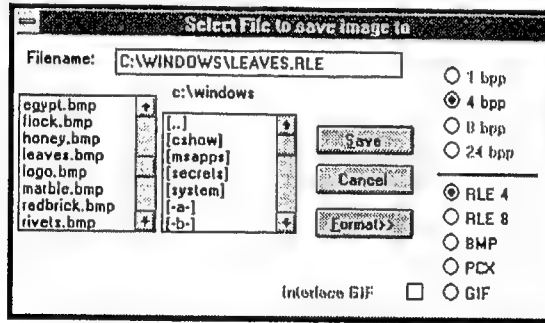 Select File to save image to
Filename: C:\WINDOWS\LEAVES.RLE
c:\windows
egypt.bmp
flock.bmp
honey.bmp
leaves.bmp
logo.bmp
marble.bmp
redbrick.bmp
rivets.bmp
[..]
[cshow]
[msapps]
[secrets]
[system]
[-a-]
[-b-]
Save
Cancel
Format>>
1 bpp
4 bpp
8 bpp
24 bpp
RLE 4
RLE 8
BMP
PCX
GIF
Interlace GIF